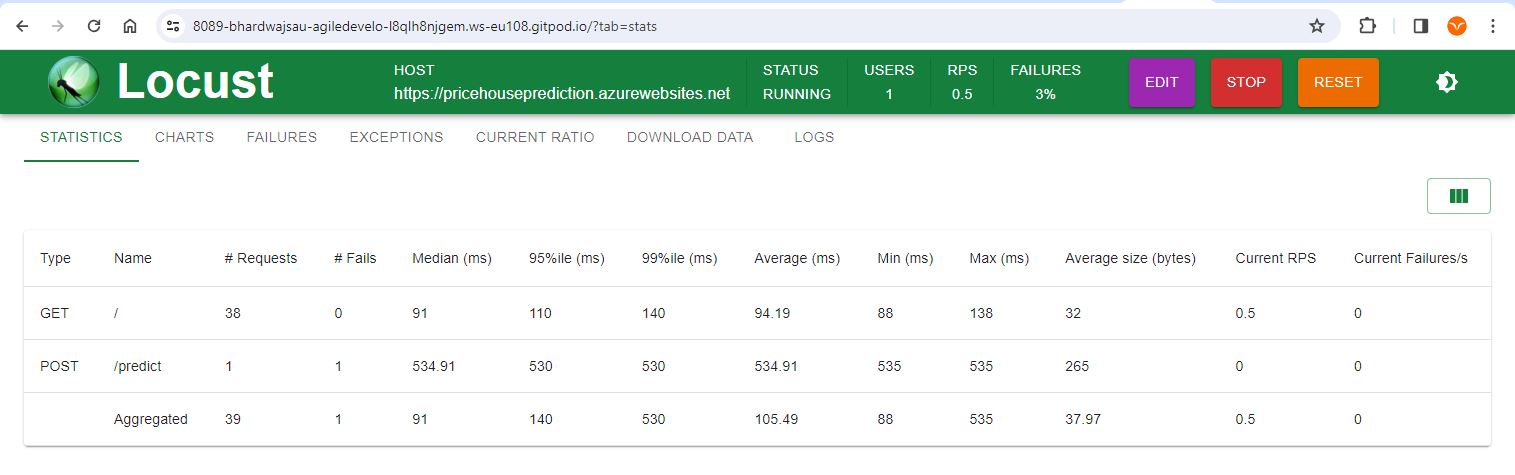 8089-bhardwajsau-agiledevelo-l8qlh8njgem.ws-eu108.gitpod.io/?tab=stats
Locust
HOST
https://pricehouseprediction.azurewebsites.net
STATUS
RUNNING
USERS
1
RPS
0.5
FAILURES
3%
EDIT
STOP
RESET
STATISTICS CHARTS FAILURES EXCEPTIONS CURRENT RATIO DOWNLOAD DATA LOGS
Type Name # Requests # Fails Median (ms) 95%ile (ms) 99%ile (ms) Average (ms) Min (ms) Max (ms) Average size (bytes) Current RPS Current Failures/s
GET / 38 0 91 110 140 94.19 88 138 32 0.5 0
POST /predict 1 1 534.91 530 530 534.91 535 535 265 0 0
Aggregated 39 1 91 140 530 105.49 88 535 37.97 0.5 0